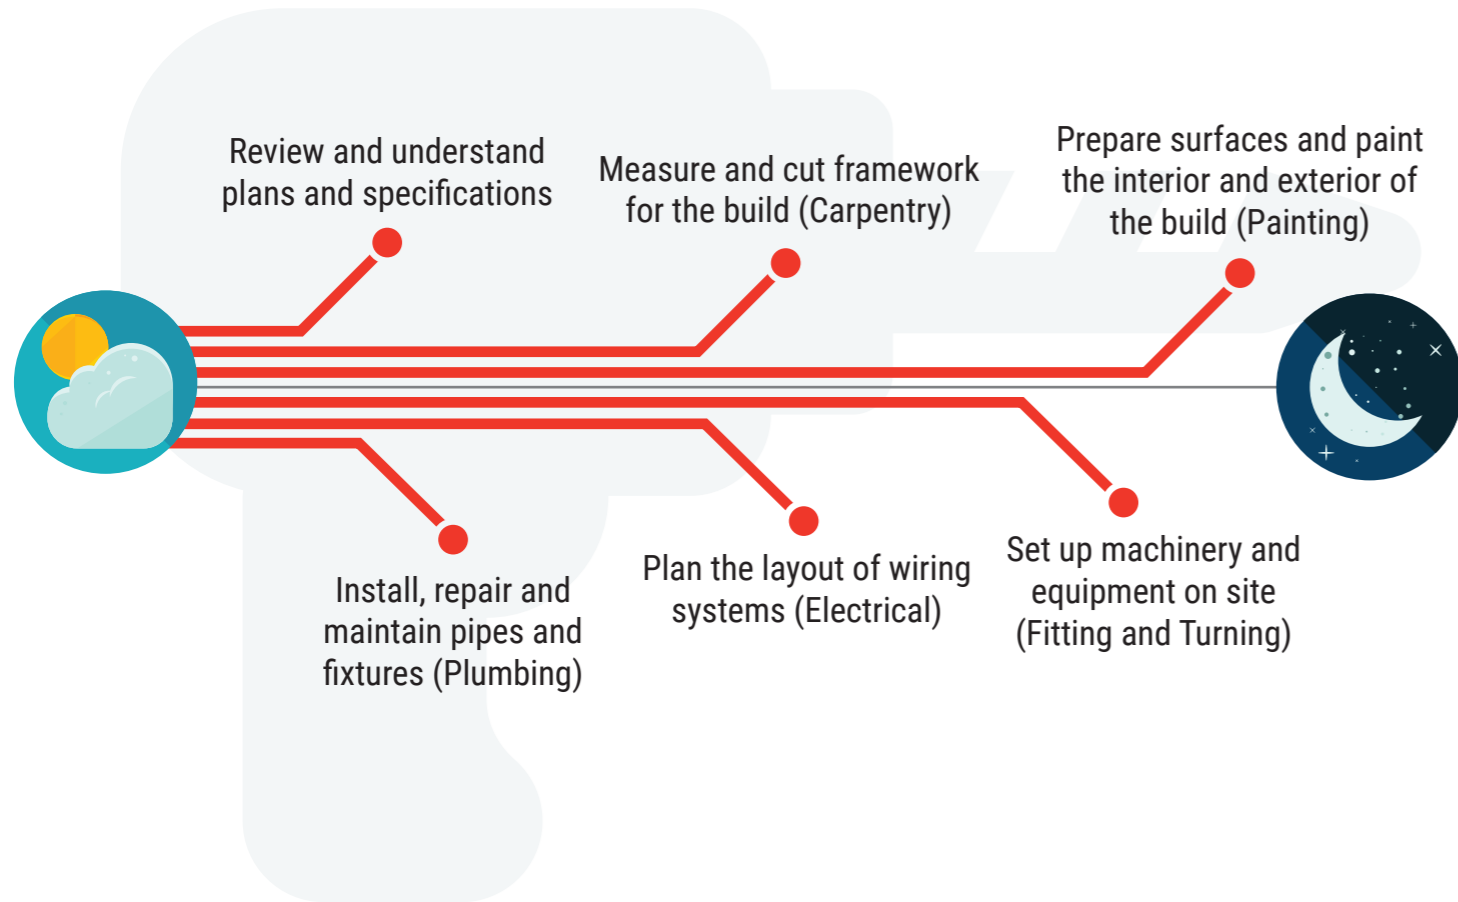 Review and understand
plans and specifications
Measure and cut framework
for the build (Carpentry)
Prepare surfaces and paint
the interior and exterior of
the build (Painting)
Install, repair and
maintain pipes and
fixtures (Plumbing)
Plan the layout of wiring
systems (Electrical)
Set up machinery and
equipment on site
(Fitting and Turning)